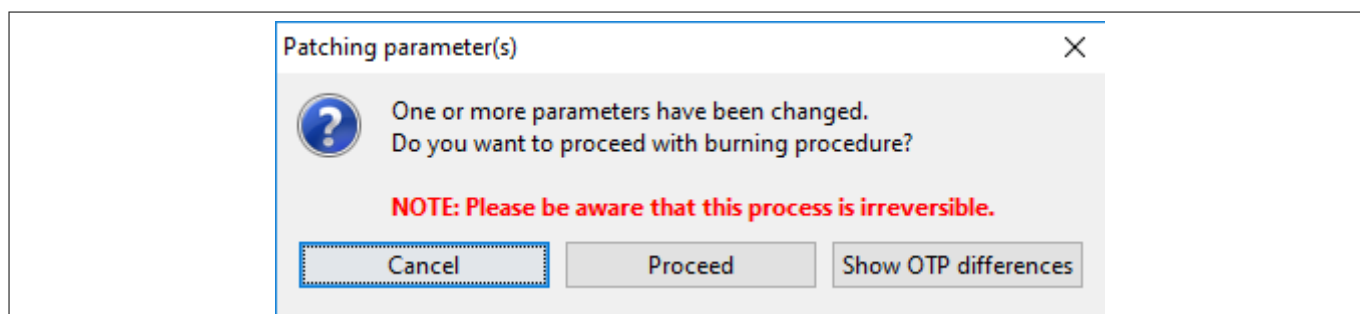 Patching parameter(s)
One or more parameters have been changed.
Do you want to proceed with burning procedure?
NOTE: Please be aware that this process is irreversible.
Cancel Proceed Show OTP differences